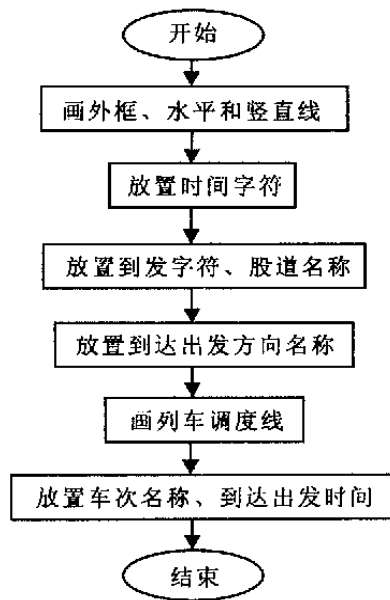 开始
画外框、水平和竖直线
放置时间字符
放置到发字符、股道名称
放置到达出发方向名称
画列车调度线
放置车次名称、到达出发时间
结束